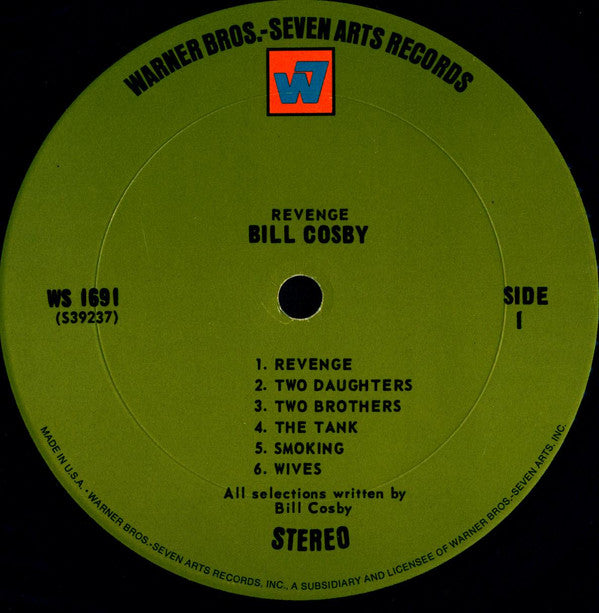 WARNER BROS.-SEVEN ARTS RECORDS
W7
REVENGE
BILL COSBY
WS 1691
(S39237)
SIDE
1
1. REVENGE
2. TWO DAUGHTERS
3. TWO BROTHERS
4. THE TANK
5. SMOKING
6. WIVES
All selections written by
Bill Cosby
STEREO
MADE IN U.S.A. • WARNER BROS.-SEVEN ARTS RECORDS, INC., A SUBSIDIARY AND LICENSEE OF WARNER BROS.-SEVEN ARTS, INC.